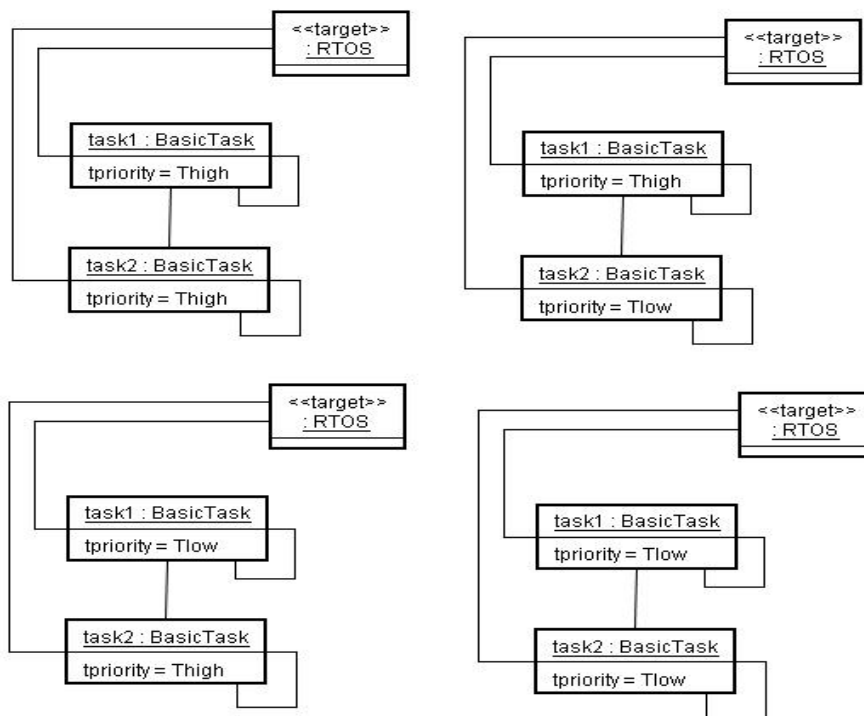 <<target>>
: RTOS
task1 : BasicTask
tpriority = Thigh
task2 : BasicTask
tpriority = Thigh
<<target>>
: RTOS
task1 : BasicTask
tpriority = Thigh
task2 : BasicTask
tpriority = Tlow
<<target>>
: RTOS
task1 : BasicTask
tpriority = Tlow
task2 : BasicTask
tpriority = Thigh
<<target>>
: RTOS
task1 : BasicTask
tpriority = Tlow
task2 : BasicTask
tpriority = Tlow